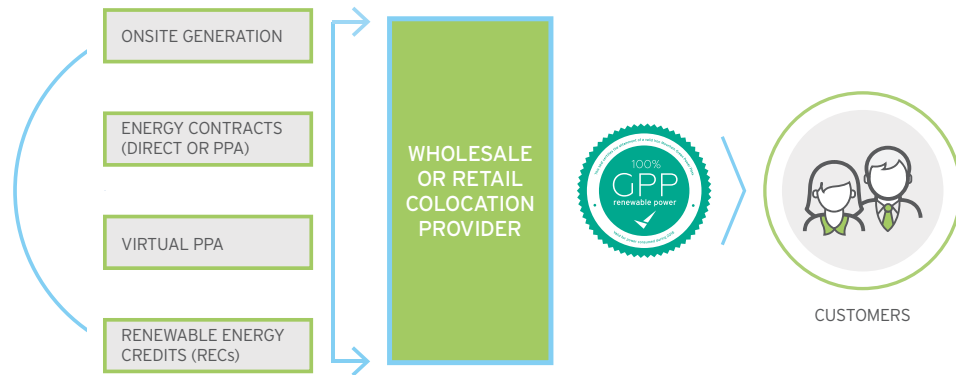 ONSITE GENERATION
ENERGY CONTRACTS
(DIRECT OR PPA)
VIRTUAL PPA
RENEWABLE ENERGY
CREDITS (RECs)
WHOLESALE
OR RETAIL
COLOCATION
PROVIDER
100%
GPP
renewable power
CUSTOMERS